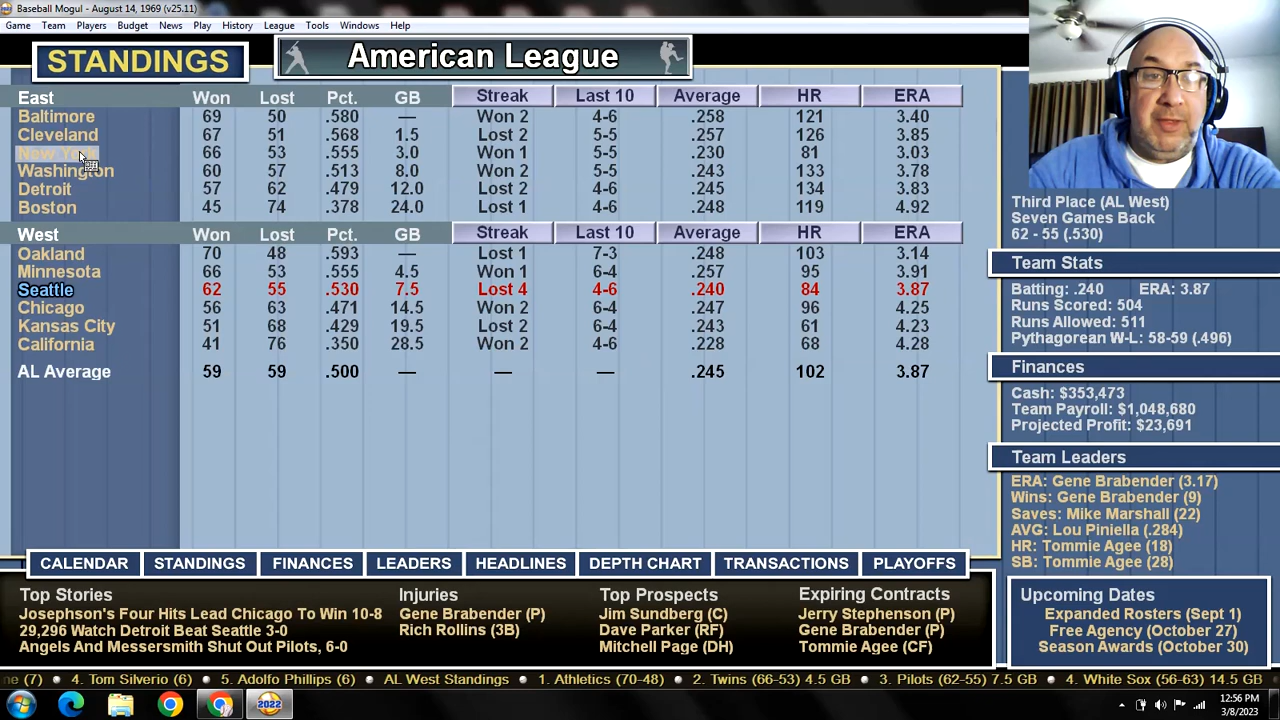 Baseball Mogul - August 14, 1969 (v25.11)
Game Team Players Budget News Play History League Tools Windows Help
STANDINGS
American League
East Won Lost Pct. GB Streak Last 10 Average HR ERA
Baltimore 69 50 .580 — Won 2 4-6 .258 121 3.40
Cleveland 67 51 .568 1.5 Lost 2 5-5 .257 126 3.85
New York 66 53 .555 3.0 Won 1 5-5 .230 81 3.03
Washington 60 57 .513 8.0 Won 2 5-5 .243 133 3.78
Detroit 57 62 .479 12.0 Lost 2 4-6 .245 134 3.83
Boston 45 74 .378 24.0 Lost 1 4-6 .248 119 4.92
West Won Lost Pct. GB Streak Last 10 Average HR ERA
Oakland 70 48 .593 — Lost 1 7-3 .248 103 3.14
Minnesota 66 53 .555 4.5 Won 1 6-4 .257 95 3.91
Seattle 62 55 .530 7.5 Lost 4 4-6 .240 84 3.87
Chicago 56 63 .471 14.5 Won 2 6-4 .247 96 4.25
Kansas City 51 68 .429 19.5 Lost 2 6-4 .243 61 4.23
California 41 76 .350 28.5 Won 2 4-6 .228 68 4.28
AL Average 59 59 .500 — — — .245 102 3.87
Third Place (AL West)
Seven Games Back
62 - 55 (.530)
Team Stats
Batting: .240 ERA: 3.87
Runs Scored: 504
Runs Allowed: 511
Pythagorean W-L: 58-59 (.496)
Finances
Cash: $353,473
Team Payroll: $1,048,680
Projected Profit: $23,691
Team Leaders
ERA: Gene Brabender (3.17)
Wins: Gene Brabender (9)
Saves: Mike Marshall (22)
AVG: Lou Piniella (.284)
HR: Tommie Agee (18)
SB: Tommie Agee (28)
CALENDAR STANDINGS FINANCES LEADERS HEADLINES DEPTH CHART TRANSACTIONS PLAYOFFS
Top Stories
Josephson's Four Hits Lead Chicago To Win 10-8
29,296 Watch Detroit Beat Seattle 3-0
Angels And Messersmith Shut Out Pilots, 6-0
Injuries
Gene Brabender (P)
Rich Rollins (3B)
Top Prospects
Jim Sundberg (C)
Dave Parker (RF)
Mitchell Page (DH)
Expiring Contracts
Jerry Stephenson (P)
Gene Brabender (P)
Tommie Agee (CF)
Upcoming Dates
Expanded Rosters (Sept 1)
Free Agency (October 27)
Season Awards (October 30)
ne (7) 4. Tom Silverio (6) 5. Adolfo Phillips (6) AL West Standings 1. Athletics (70-48) 2. Twins (66-53) 4.5 GB 3. Pilots (62-55) 7.5 GB 4. White Sox (56-63) 14.5 GB
2022
12:56 PM
3/8/2023